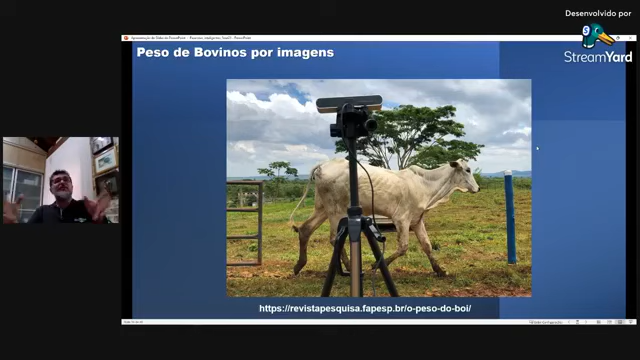 Desenvolvido por
StreamYard
Peso de Bovinos por imagens
https://revistapesquisa.fapesp.br/o-peso-do-boi/